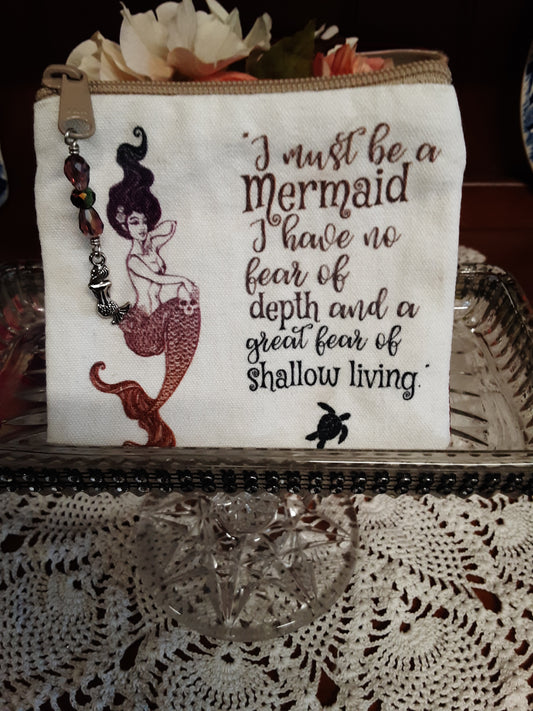 "I must be a
mermaid
I have no
fear of
depth and a
great fear of
shallow living."